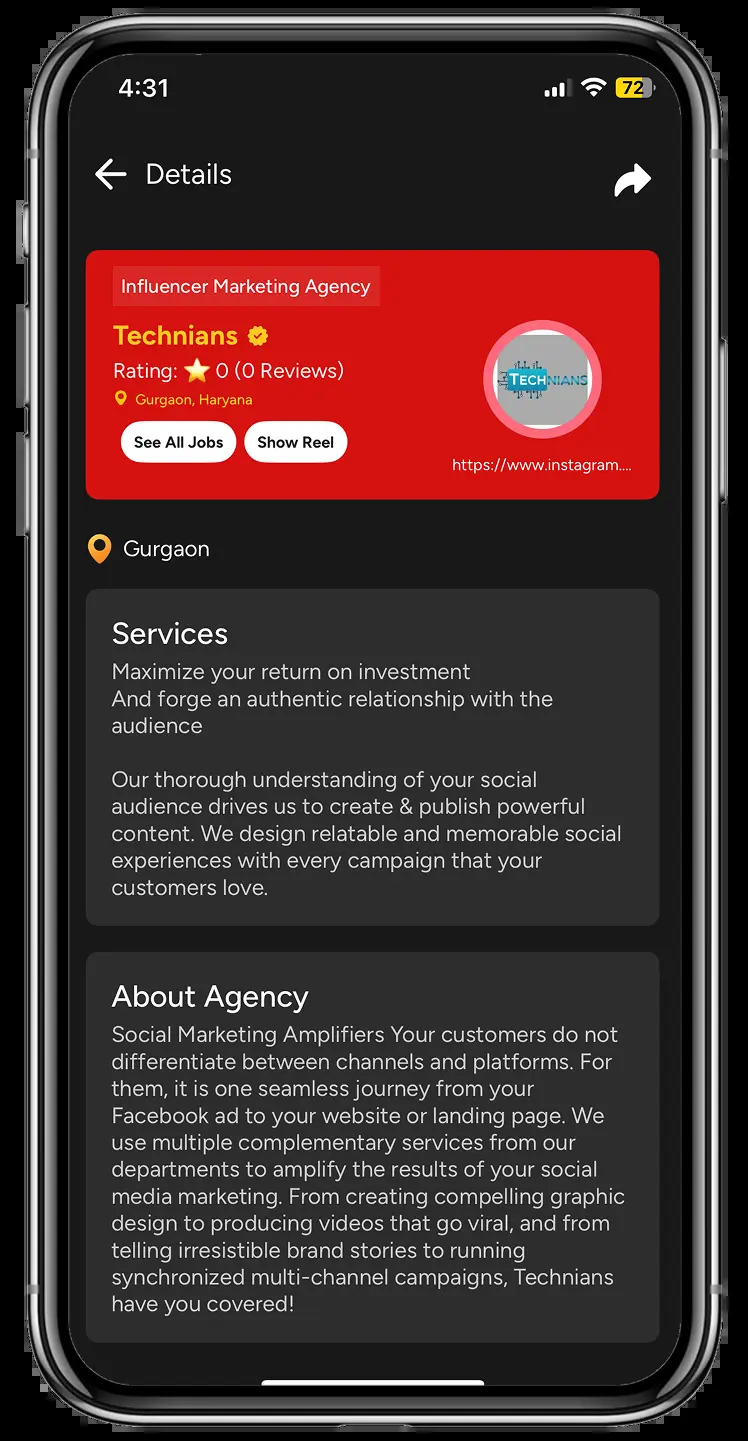 4:31
72
Details
Influencer Marketing Agency
Technians
Rating: ⭐ 0 (0 Reviews)
Gurgaon, Haryana
See All Jobs
Show Reel
TECHNIANS
https://www.instagram....
Gurgaon
Services
Maximize your return on investment
And forge an authentic relationship with the
audience
Our thorough understanding of your social
audience drives us to create & publish powerful
content. We design relatable and memorable social
experiences with every campaign that your
customers love.
About Agency
Social Marketing Amplifiers Your customers do not
differentiate between channels and platforms. For
them, it is one seamless journey from your
Facebook ad to your website or landing page. We
use multiple complementary services from our
departments to amplify the results of your social
media marketing. From creating compelling graphic
design to producing videos that go viral, and from
telling irresistible brand stories to running
synchronized multi-channel campaigns, Technians
have you covered!